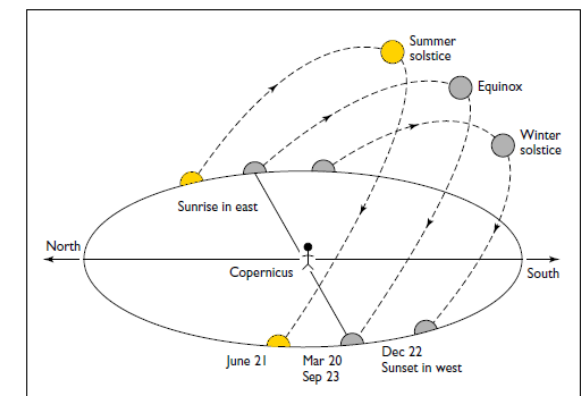 Summer
solstice
Equinox
Winter
solstice
Sunrise in east
North
Copernicus
South
June 21
Mar 20
Sep 23
Dec 22
Sunset in west